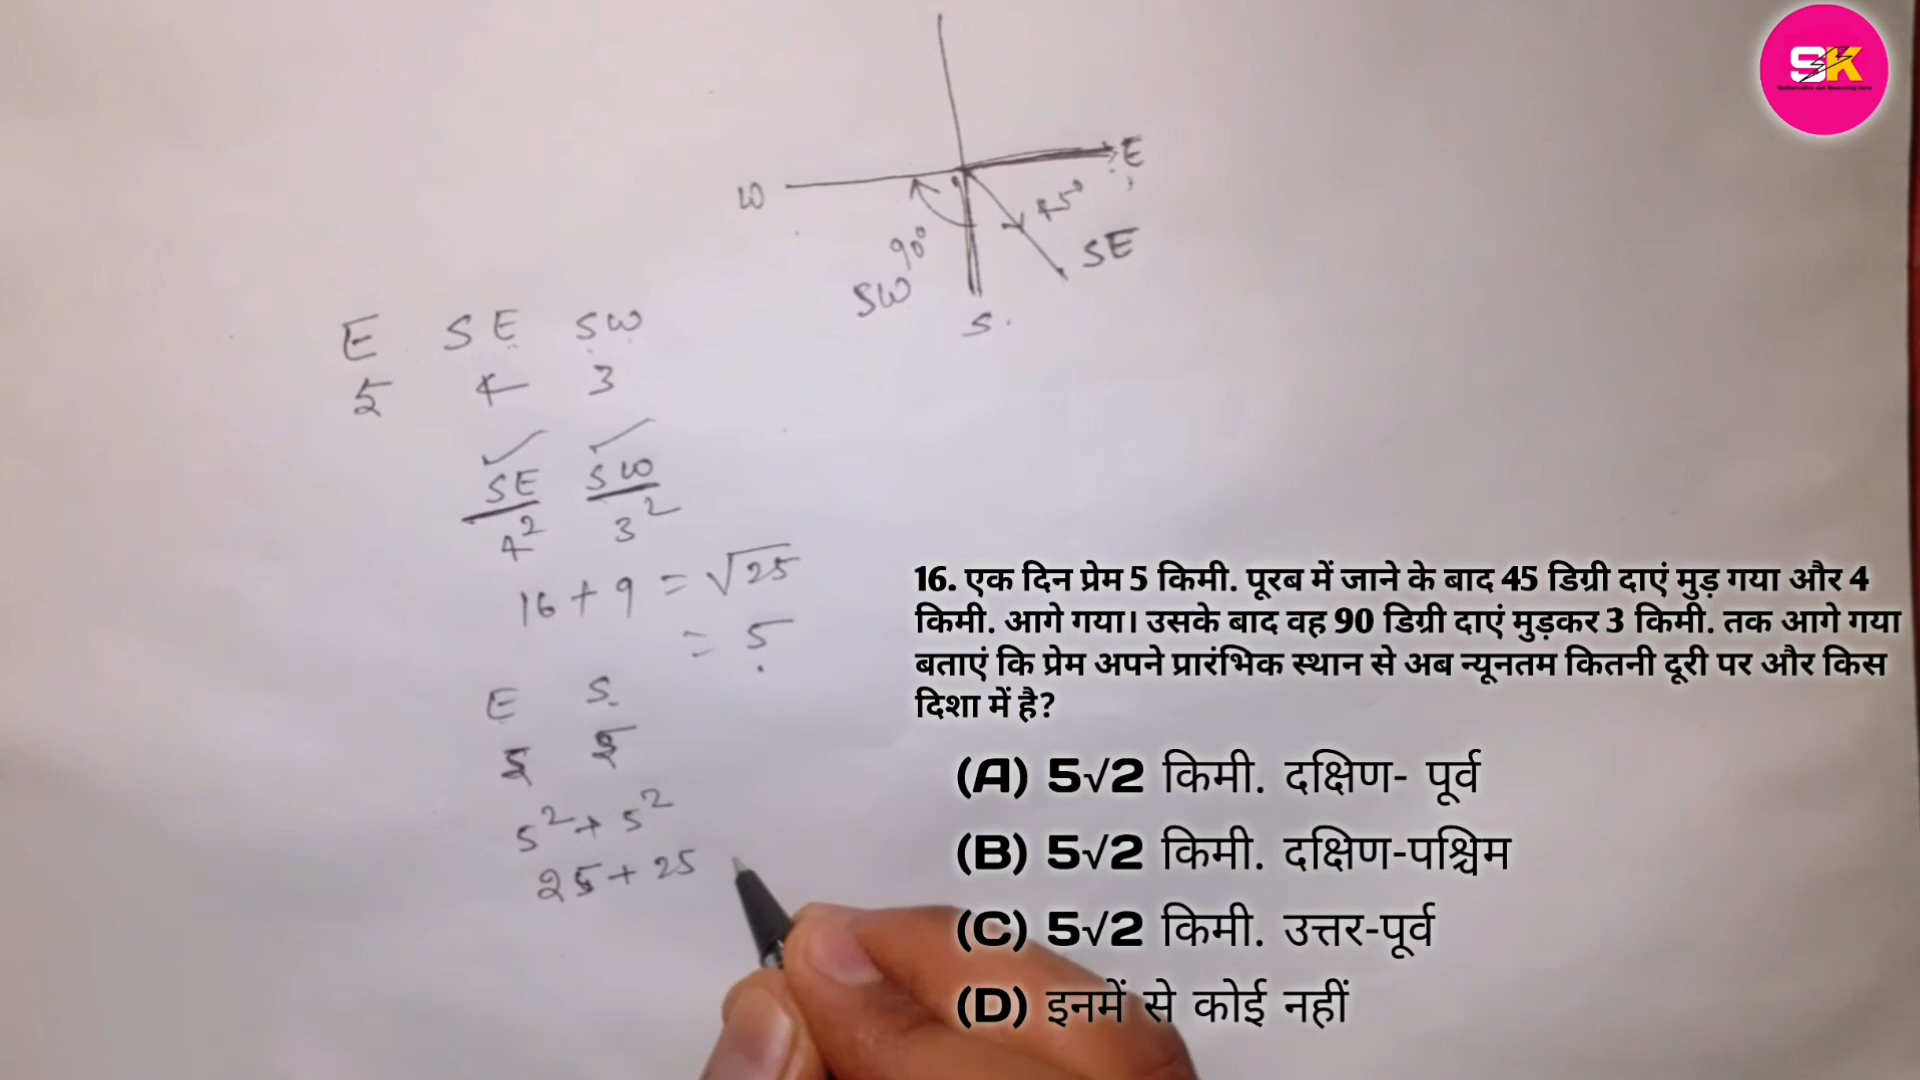 SK
E
W
45°
90°
SE
SW
S.
E SE SW
5 4 3
SE SW
4² 3²
16 + 9 = √25
= 5
E S
5 5
5² + 5²
25 + 25
16. एक दिन प्रेम 5 किमी. पूरब में जाने के बाद 45 डिग्री दाएं मुड़ गया और 4
किमी. आगे गया। उसके बाद वह 90 डिग्री दाएं मुड़कर 3 किमी. तक आगे गया
बताएं कि प्रेम अपने प्रारंभिक स्थान से अब न्यूनतम कितनी दूरी पर और किस
दिशा में है?
(A) 5√2 किमी. दक्षिण- पूर्व
(B) 5√2 किमी. दक्षिण-पश्चिम
(C) 5√2 किमी. उत्तर-पूर्व
(D) इनमें से कोई नहीं